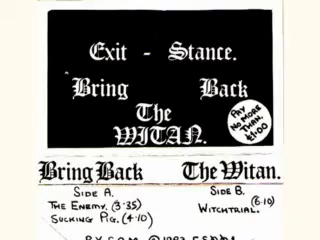 Exit - Stance.
Bring Back
The
WITAN.
PAY
NO MORE
THAN.
£1.00
Bring Back The Witan.
SIDE A. SIDE B.
THE ENEMY. (3.35) (6.10)
SUCKING PIG. (4.10) WITCHTRIAL.